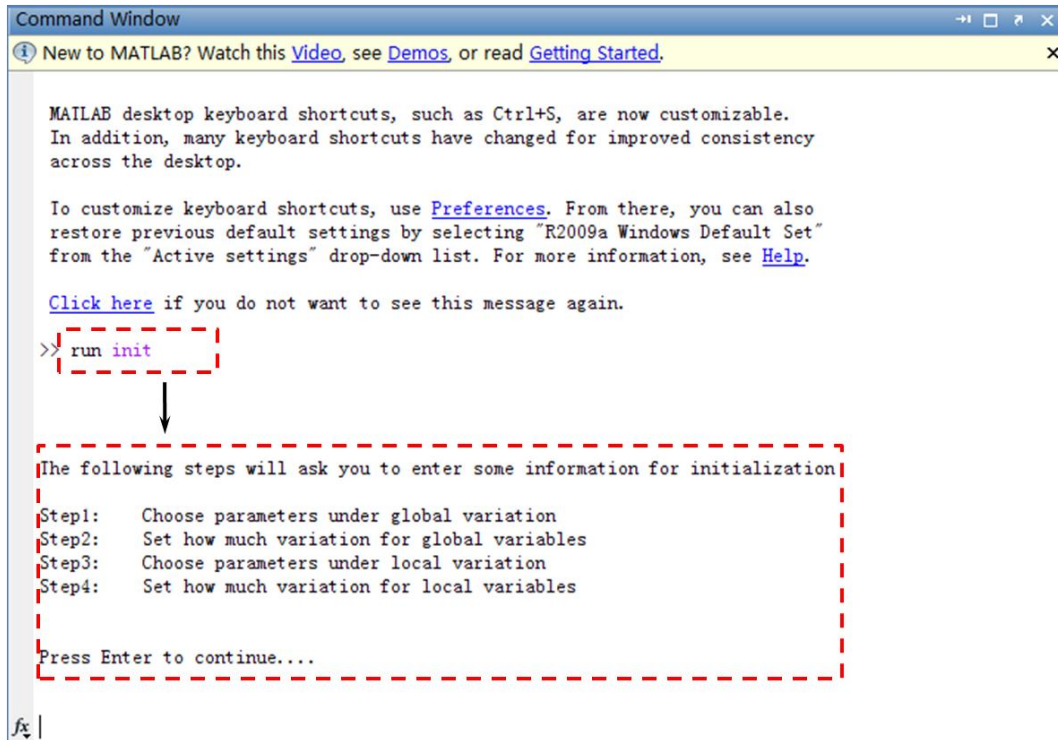 Command Window
New to MATLAB? Watch this Video, see Demos, or read Getting Started.
MATLAB desktop keyboard shortcuts, such as Ctrl+S, are now customizable.
In addition, many keyboard shortcuts have changed for improved consistency
across the desktop.
To customize keyboard shortcuts, use Preferences. From there, you can also
restore previous default settings by selecting "R2009a Windows Default Set"
from the "Active settings" drop-down list. For more information, see Help.
Click here if you do not want to see this message again.
>> run init
The following steps will ask you to enter some information for initialization
Step1: Choose parameters under global variation
Step2: Set how much variation for global variables
Step3: Choose parameters under local variation
Step4: Set how much variation for local variables
Press Enter to continue....
fx